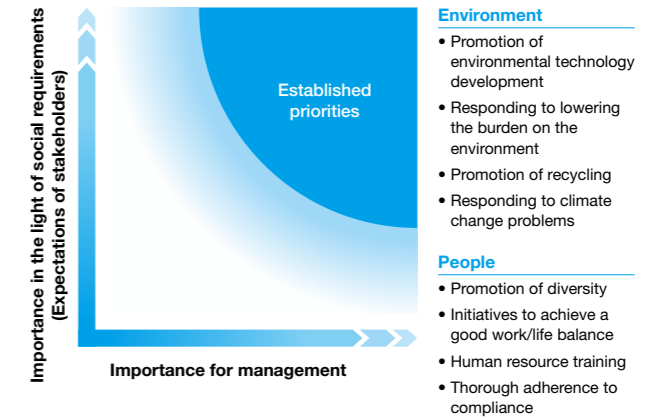 Importance in the light of social requirements
(Expectations of stakeholders)
Established
priorities
Importance for management
Environment
• Promotion of
environmental technology
development
• Responding to lowering
the burden on the
environment
• Promotion of recycling
• Responding to climate
change problems
People
• Promotion of diversity
• Initiatives to achieve a
good work/life balance
• Human resource training
• Thorough adherence to
compliance